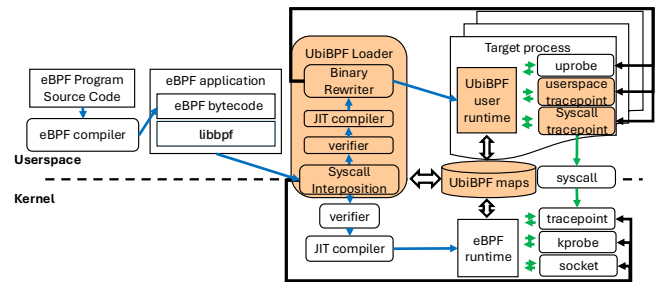 eBPF Program
Source Code
eBPF compiler
eBPF application
eBPF bytecode
libbpf
UbiBPF Loader
Binary
Rewriter
JIT compiler
verifier
Syscall
Interposition
Target process
UbiBPF
user
runtime
uprobe
userspace
tracepoint
Syscall
tracepoint
Userspace
Kernel
UbiBPF maps
syscall
verifier
JIT compiler
eBPF
runtime
tracepoint
kprobe
socket